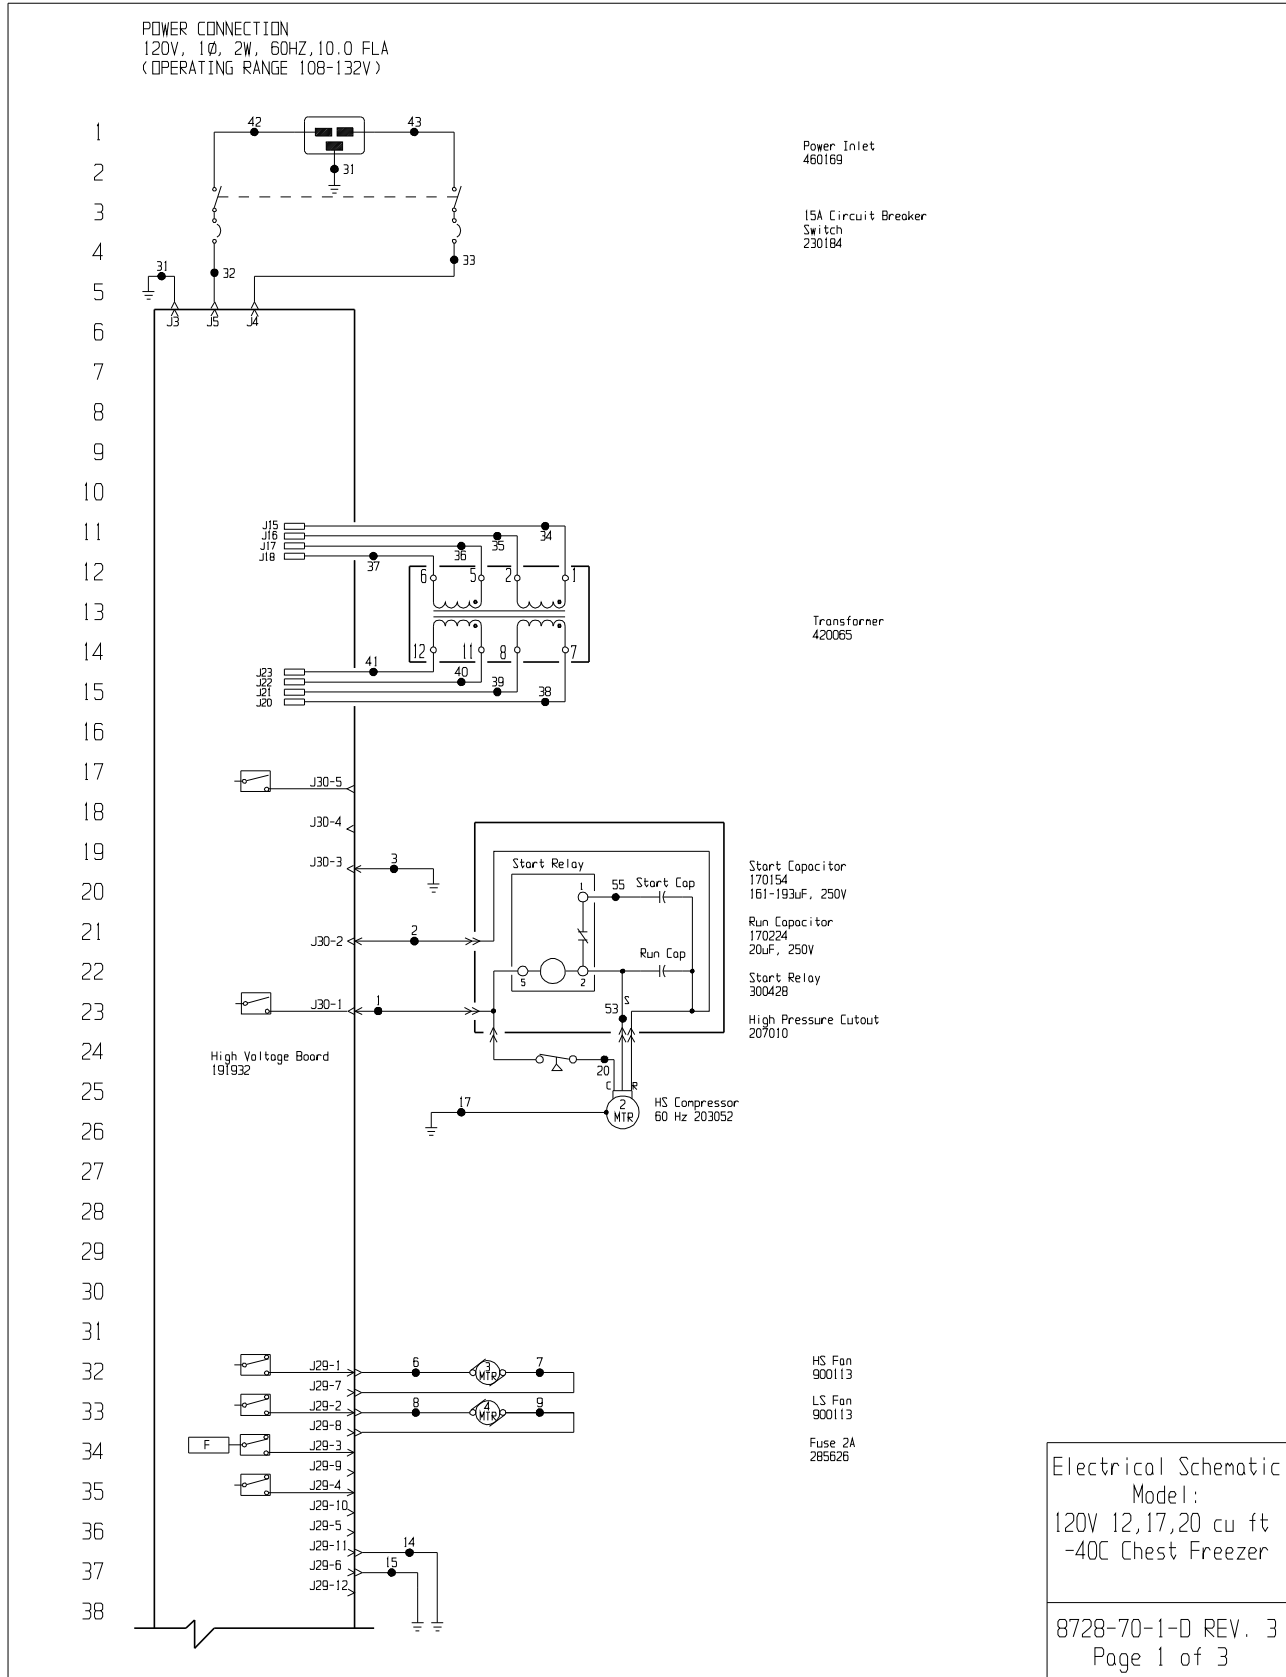 POWER CONNECTION
120V, 1Ø, 2W, 60HZ,10.0 FLA
(OPERATING RANGE 108-132V)
1
42
43
Power Inlet
460169
2
31
3
15A Circuit Breaker
Switch
230184
4
31
32
33
5
J3
J5
J4
6
7
8
9
10
11
J15
J16
J17
J18
34
35
36
37
12
6
5
2
1
13
Transformer
420065
14
12
11
8
7
41
40
39
38
15
J23
J22
J21
J20
16
17
J30-5
18
J30-4
19
J30-3
3
Start Relay
Start Capacitor
170154
161-193uF, 250V
20
1
55
Start Cap
21
J30-2
2
Run Capacitor
170224
20uF, 250V
22
Run Cap
5
2
Start Relay
300428
23
J30-1
1
53
S
High Pressure Cutout
207010
24
High Voltage Board
191932
20
25
C
R
17
2
MTR
HS Compressor
60 Hz 203052
26
27
28
29
30
31
32
J29-1
6
3
MTR
7
HS Fan
900113
J29-7
33
J29-2
8
4
MTR
9
LS Fan
900113
J29-8
34
F
J29-3
Fuse 2A
285626
J29-9
35
J29-4
J29-10
36
J29-5
J29-11
14
37
J29-6
15
J29-12
38
Electrical Schematic
Model:
120V 12,17,20 cu ft
-40C Chest Freezer
8728-70-1-D REV. 3
Page 1 of 3